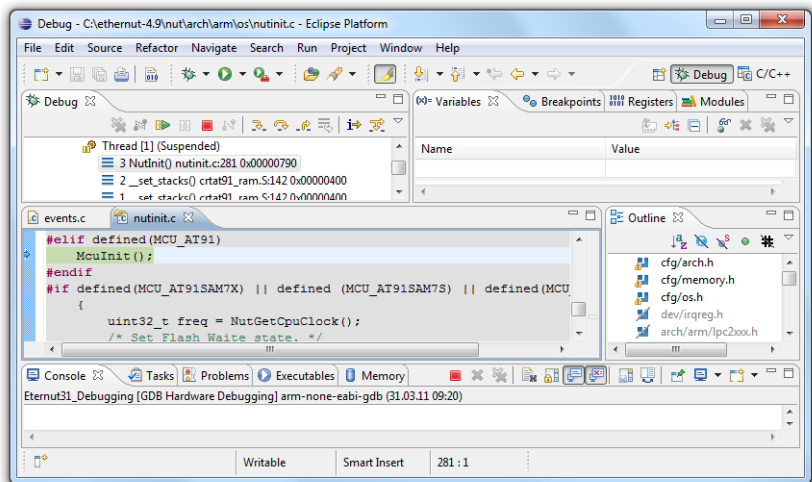 Debug - C:\ethernut-4.9\nut\arch\arm\os\nutinit.c - Eclipse Platform
File Edit Source Refactor Navigate Search Run Project Window Help
Debug C/C++
Debug
(x)= Variables Breakpoints Registers Modules
Thread [1] (Suspended)
3 NutInit() nutinit.c:281 0x00000790
2 __set_stacks() crtat91_ram.S:142 0x00000400
1 __set_stacks() crtat91_ram.S:142 0x00000400
Name Value
events.c nutinit.c
Outline
#elif defined(MCU_AT91)
McuInit();
#endif
#if defined(MCU_AT91SAM7X) || defined (MCU_AT91SAM7S) || defined(MCU_
{
uint32_t freq = NutGetCpuClock();
/* Set Flash Waite state. */
cfg/arch.h
cfg/memory.h
cfg/os.h
dev/irqreg.h
arch/arm/lpc2xxx.h
Console Tasks Problems Executables Memory
Eternut31_Debugging [GDB Hardware Debugging] arm-none-eabi-gdb (31.03.11 09:20)
Writable Smart Insert 281 : 1